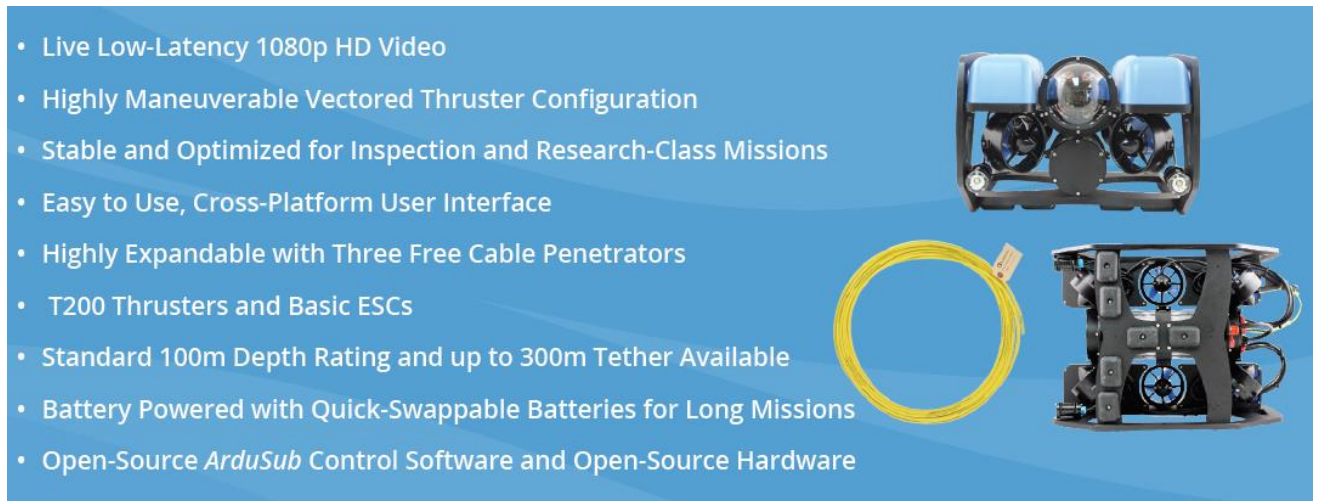 • Live Low-Latency 1080p HD Video
• Highly Maneuverable Vectored Thruster Configuration
• Stable and Optimized for Inspection and Research-Class Missions
• Easy to Use, Cross-Platform User Interface
• Highly Expandable with Three Free Cable Penetrators
• T200 Thrusters and Basic ESCs
• Standard 100m Depth Rating and up to 300m Tether Available
• Battery Powered with Quick-Swappable Batteries for Long Missions
• Open-Source ArduSub Control Software and Open-Source Hardware